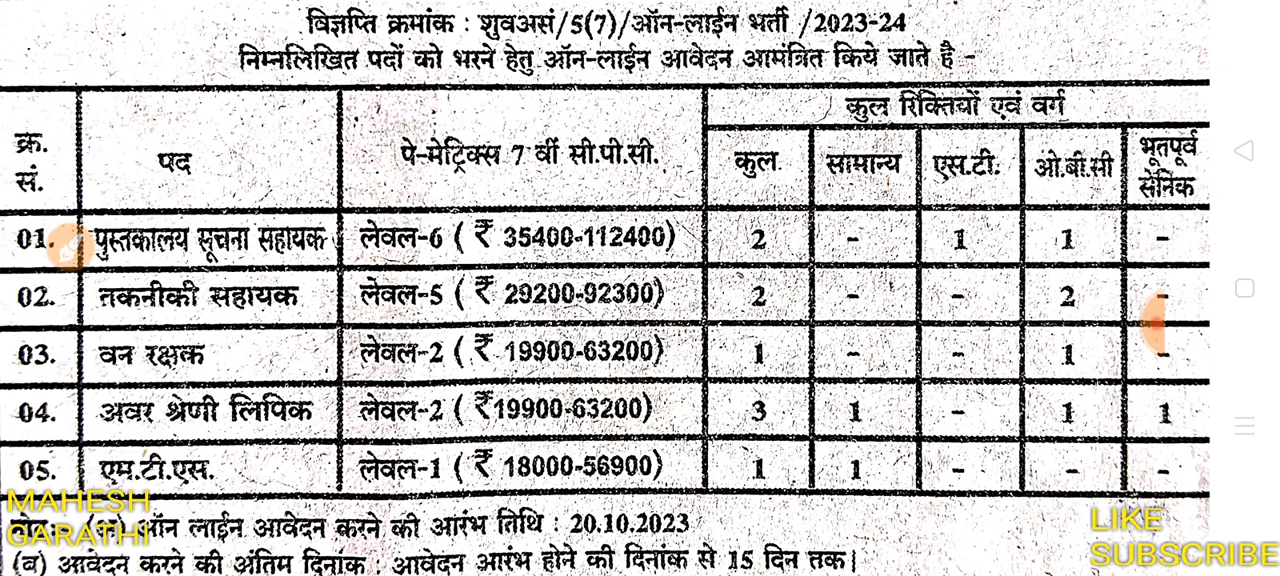 विज्ञप्ति क्रमांक : शुवअसं/5(7)/ऑन-लाईन भर्ती /2023-24
निम्नलिखित पदों को भरने हेतु ऑन-लाईन आवेदन आमंत्रित किये जाते है -
क्र. सं. पद पे-मेट्रिक्स 7 वीं सी.पी.सी. कुल रिक्तियों एवं वर्ग
कुल सामान्य एस.टी. ओ.बी.सी भूतपूर्व सेनिक
01. पुस्तकालय सूचना सहायक लेवल-6 ( ₹ 35400-112400) 2 - 1 1 -
02. तकनीकी सहायक लेवल-5 ( ₹ 29200-92300) 2 - - 2 -
03. वन रक्षक लेवल-2 ( ₹ 19900-63200) 1 - - 1 -
04. अवर श्रेणी लिपिक लेवल-2 ( ₹19900-63200) 3 1 - 1 1
05. एम.टी.एस. लेवल-1 ( ₹ 18000-56900) 1 1 - - -
ऑन लाईन आवेदन करने की आरंभ तिथि : 20.10.2023
(ब) आवेदन करने की अंतिम दिनांक : आवेदन आरंभ होने की दिनांक से 15 दिन तक।
MAHESH
GARATHI
LIKE
SUBSCRIBE